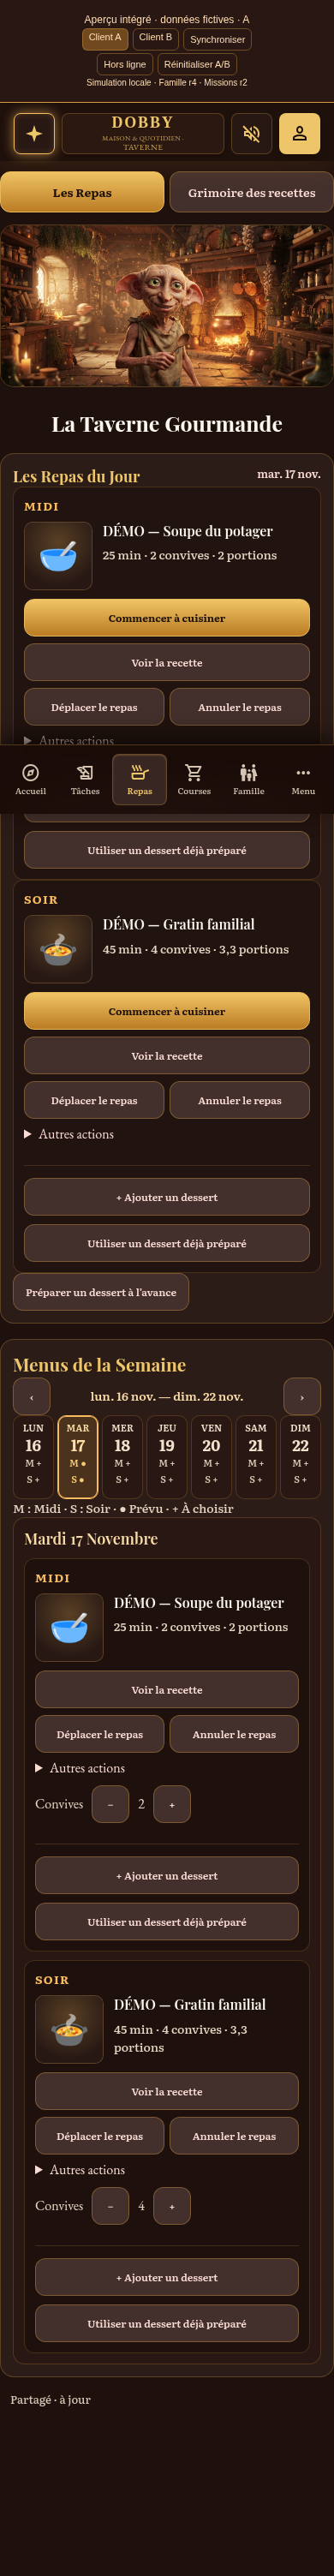 Aperçu intégré · données fictives · A
Client A
Client B
Synchroniser
Hors ligne
Réinitialiser A/B
Simulation locale · Famille r4 · Missions r2
DOBBY
MAISON & QUOTIDIEN ·
TAVERNE
Les Repas
Grimoire des recettes
La Taverne Gourmande
Les Repas du Jour
mar. 17 nov.
MIDI
DÉMO — Soupe du potager
25 min · 2 convives · 2 portions
Commencer à cuisiner
Voir la recette
Déplacer le repas
Annuler le repas
Autres actions
Accueil
Tâches
Repas
Courses
Famille
Menu
Utiliser un dessert déjà préparé
SOIR
DÉMO — Gratin familial
45 min · 4 convives · 3,3 portions
Commencer à cuisiner
Voir la recette
Déplacer le repas
Annuler le repas
Autres actions
+ Ajouter un dessert
Utiliser un dessert déjà préparé
Préparer un dessert à l'avance
Menus de la Semaine
‹
lun. 16 nov. — dim. 22 nov.
›
LUN
16
M +
S +
MAR
17
M ●
S ●
MER
18
M +
S +
JEU
19
M +
S +
VEN
20
M +
S +
SAM
21
M +
S +
DIM
22
M +
S +
M : Midi · S : Soir · ● Prévu · + À choisir
Mardi 17 Novembre
MIDI
DÉMO — Soupe du potager
25 min · 2 convives · 2 portions
Voir la recette
Déplacer le repas
Annuler le repas
Autres actions
Convives − 2 +
+ Ajouter un dessert
Utiliser un dessert déjà préparé
SOIR
DÉMO — Gratin familial
45 min · 4 convives · 3,3
portions
Voir la recette
Déplacer le repas
Annuler le repas
Autres actions
Convives − 4 +
+ Ajouter un dessert
Utiliser un dessert déjà préparé
Partagé · à jour